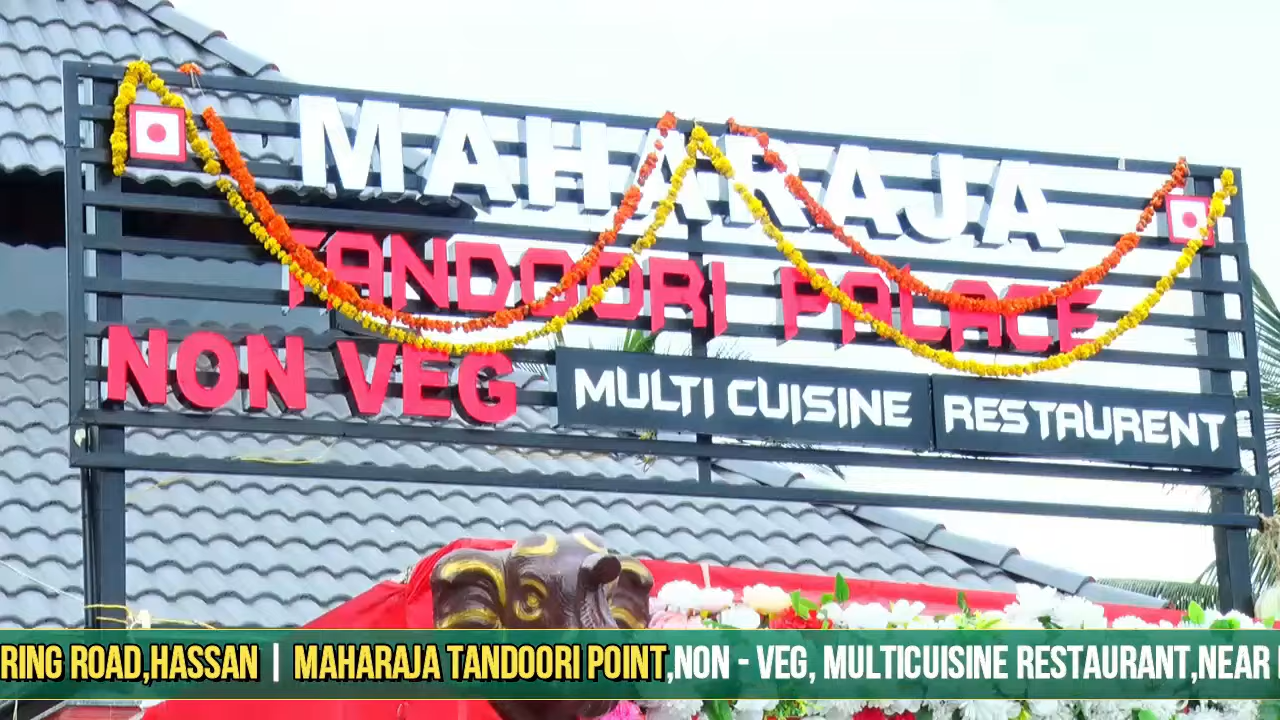 MAHARAJA
TANDOORI PALACE
NON VEG MULTI CUISINE RESTAURENT
RING ROAD,HASSAN | MAHARAJA TANDOORI POINT,NON - VEG, MULTICUISINE RESTAURANT,NEAR